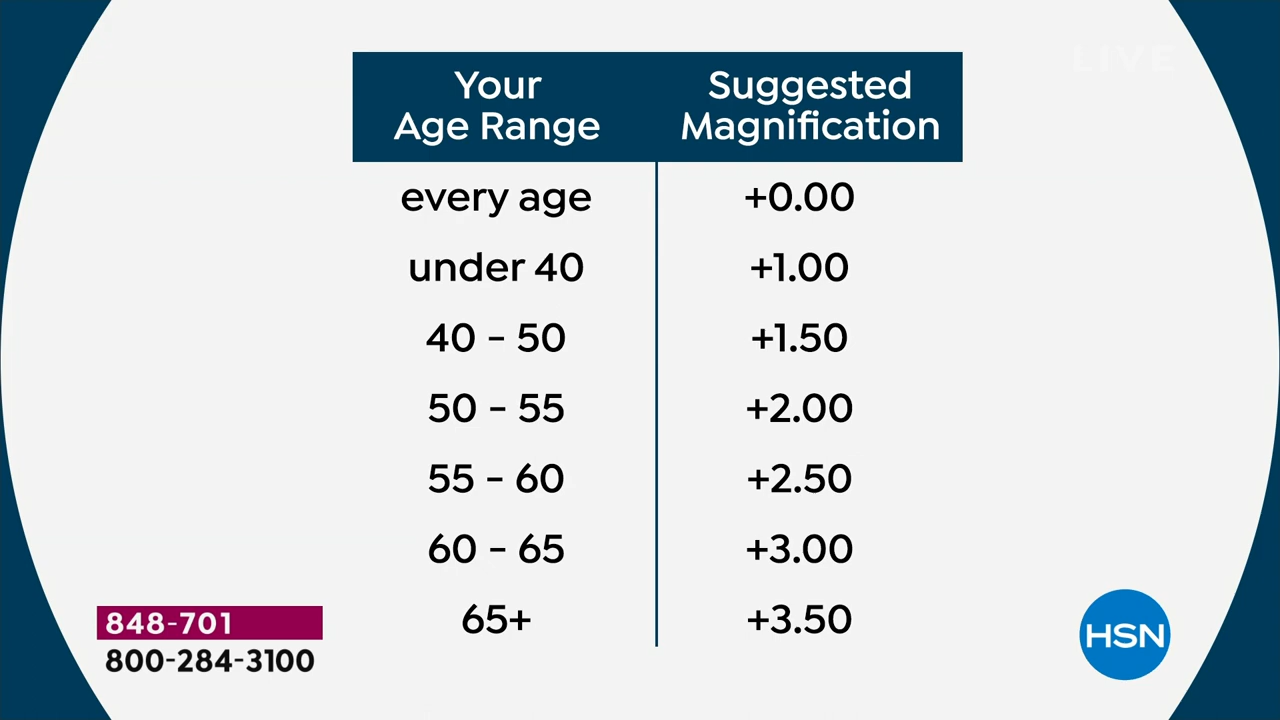 LIVE
Your Age Range
Suggested Magnification
every age +0.00
under 40 +1.00
40 - 50 +1.50
50 - 55 +2.00
55 - 60 +2.50
60 - 65 +3.00
65+ +3.50
848-701
800-284-3100
HSN